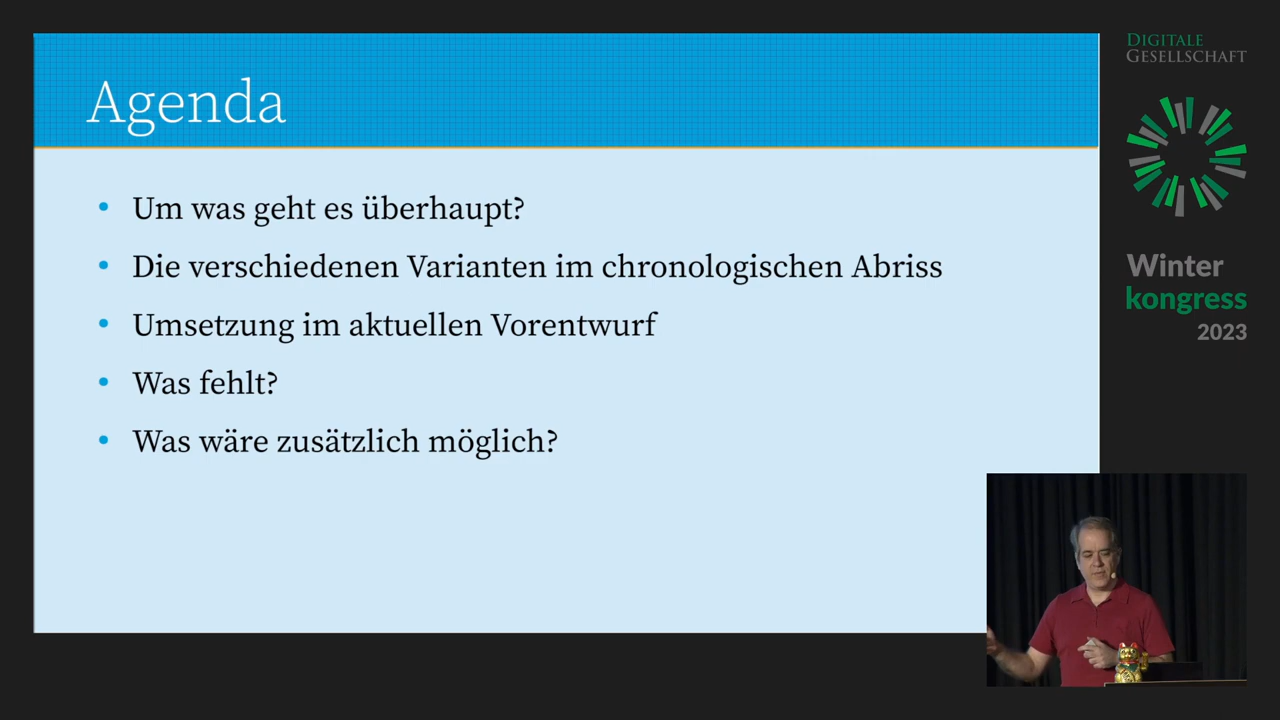 Agenda
• Um was geht es überhaupt?
• Die verschiedenen Varianten im chronologischen Abriss
• Umsetzung im aktuellen Vorentwurf
• Was fehlt?
• Was wäre zusätzlich möglich?
DIGITALE
GESELLSCHAFT
Winter
kongress
2023